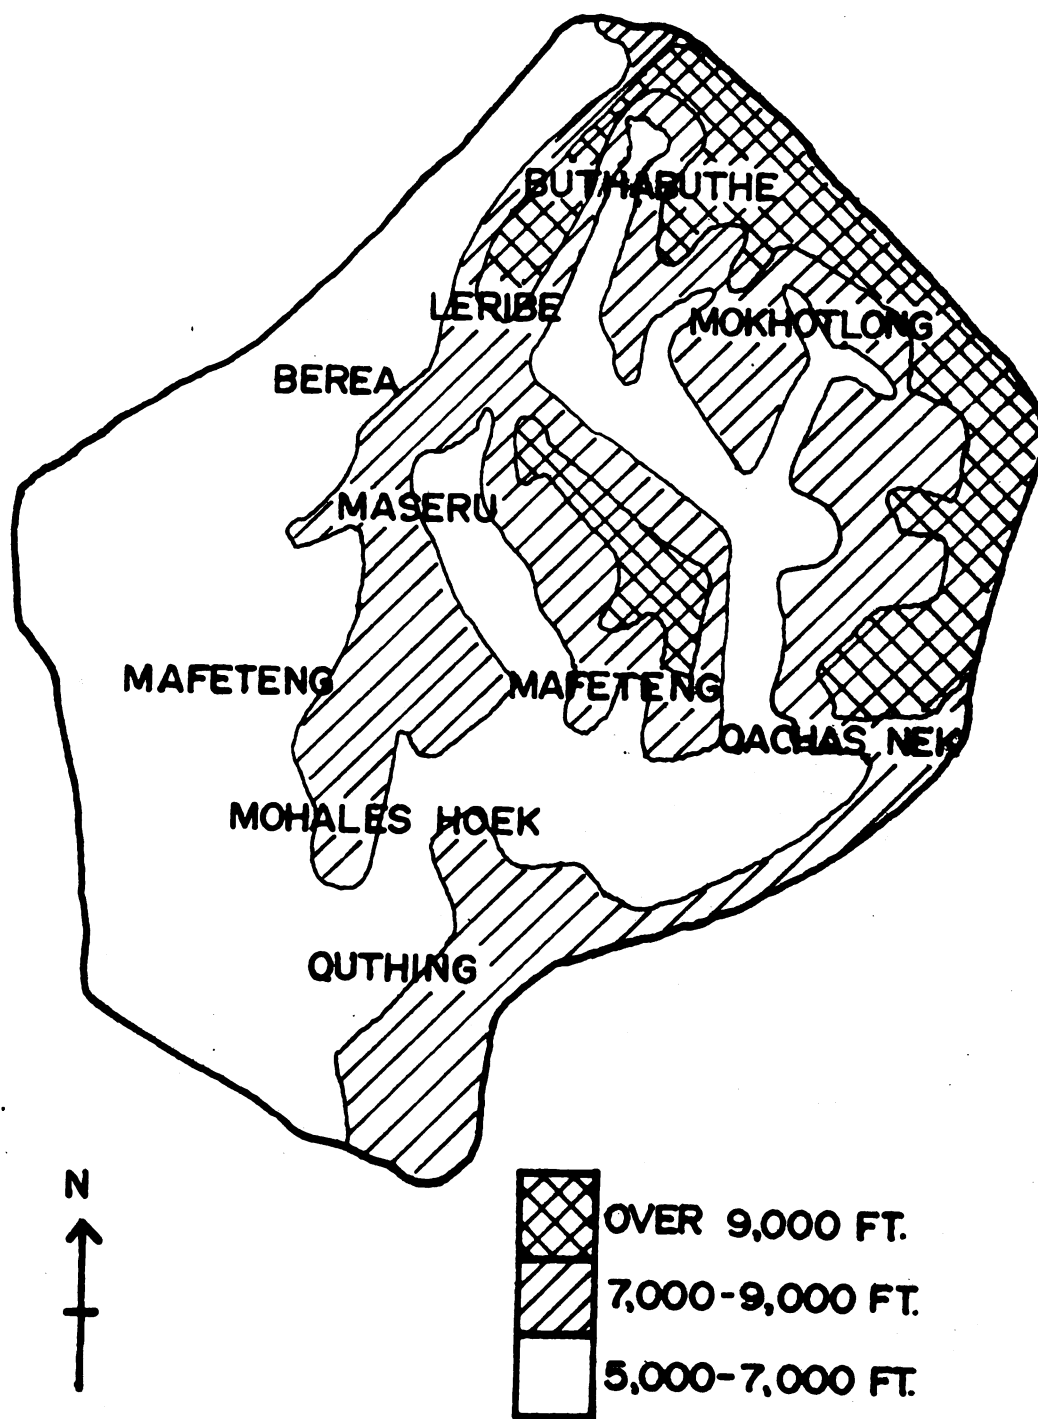 BUTHABUTHE
LERIBE
MOKHOTLONG
BEREA
MASERU
MAFETENG
MAFETENG
QACHAS NEK
MOHALES HOEK
QUTHING
N
OVER 9,000 FT.
7,000-9,000 FT.
5,000-7,000 FT.